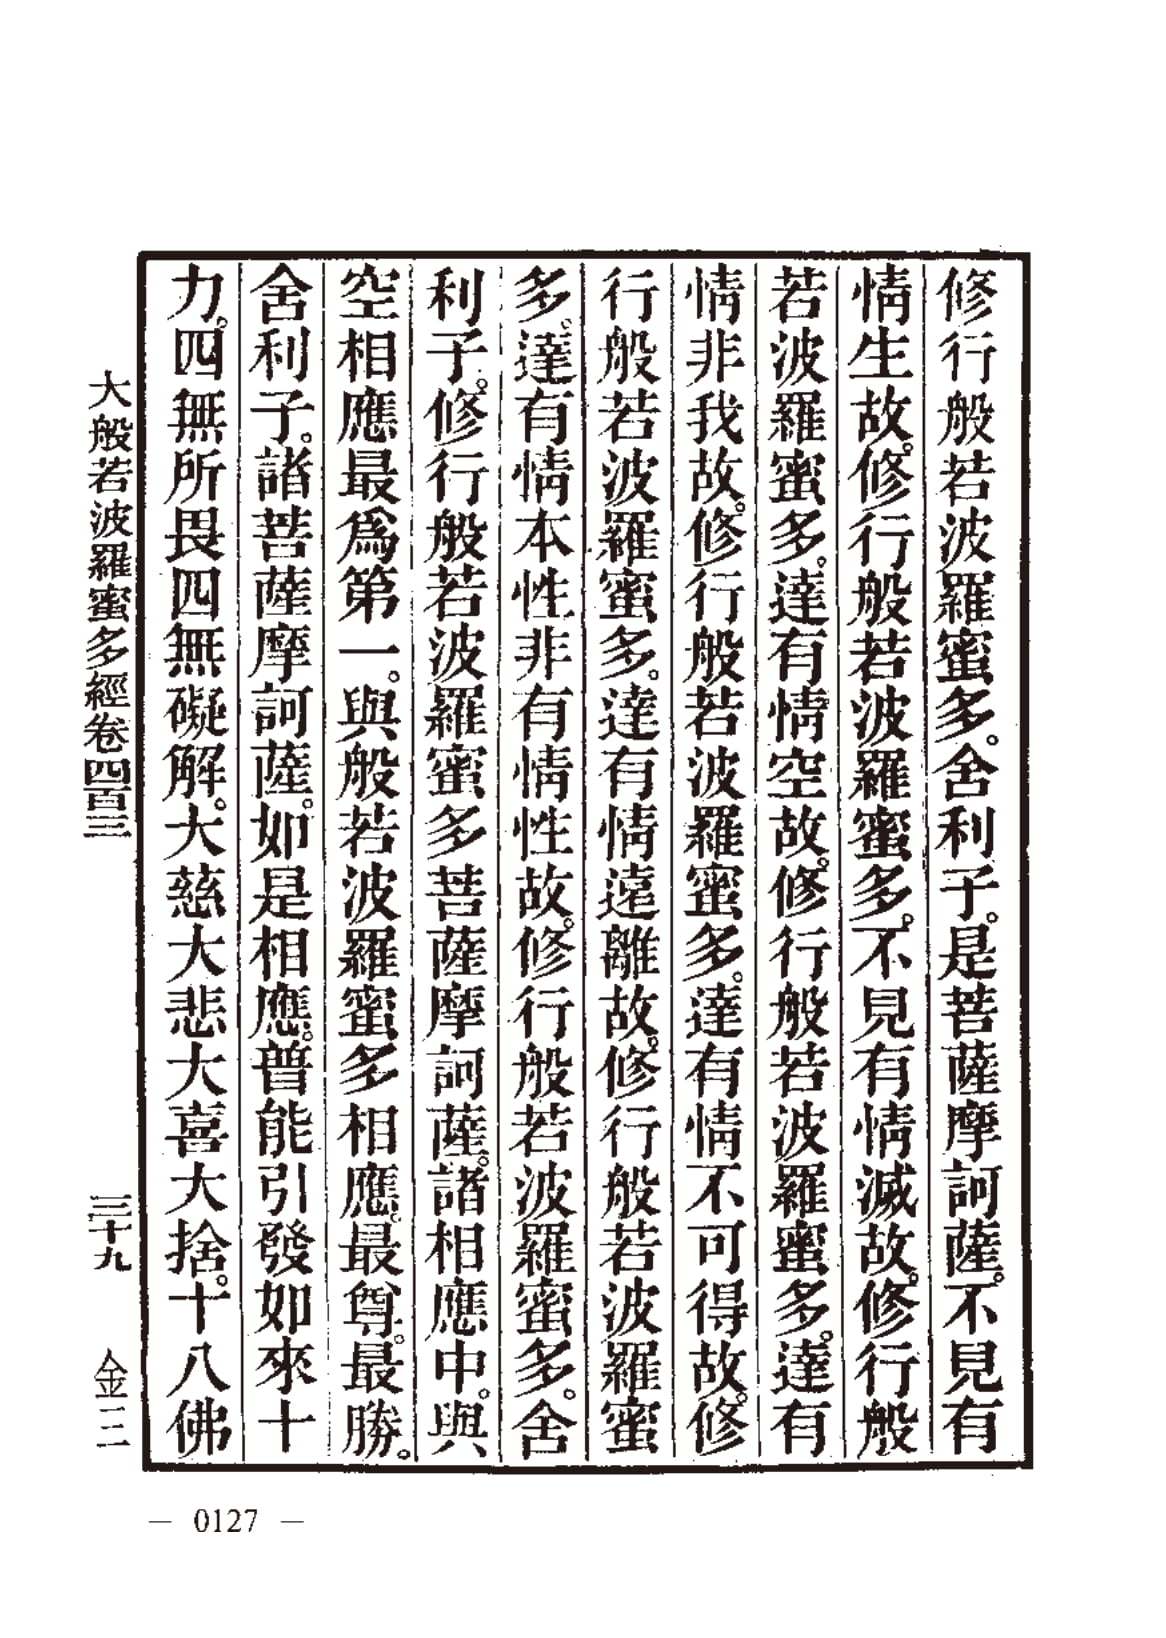 修行般若波羅蜜多。舍利子。是菩薩摩訶薩。不見有
情生故。修行般若波羅蜜多。不見有情滅故。修行般
若波羅蜜多。達有情空故。修行般若波羅蜜多。達有
情非我故。修行般若波羅蜜多。達有情不可得故。修
行般若波羅蜜多。達有情遠離故。修行般若波羅蜜
多。達有情本性非有情性故。修行般若波羅蜜多。舍
利子。修行般若波羅蜜多菩薩摩訶薩。諸相應中。與
空相應最爲第一。與般若波羅蜜多相應。最尊。最勝。
舍利子。諸菩薩摩訶薩。如是相應。普能引發如來十
力。四無所畏四無礙解。大慈大悲大喜大捨。十八佛
大般若波羅蜜多經卷四百三 三十九 金三
— 0127 —